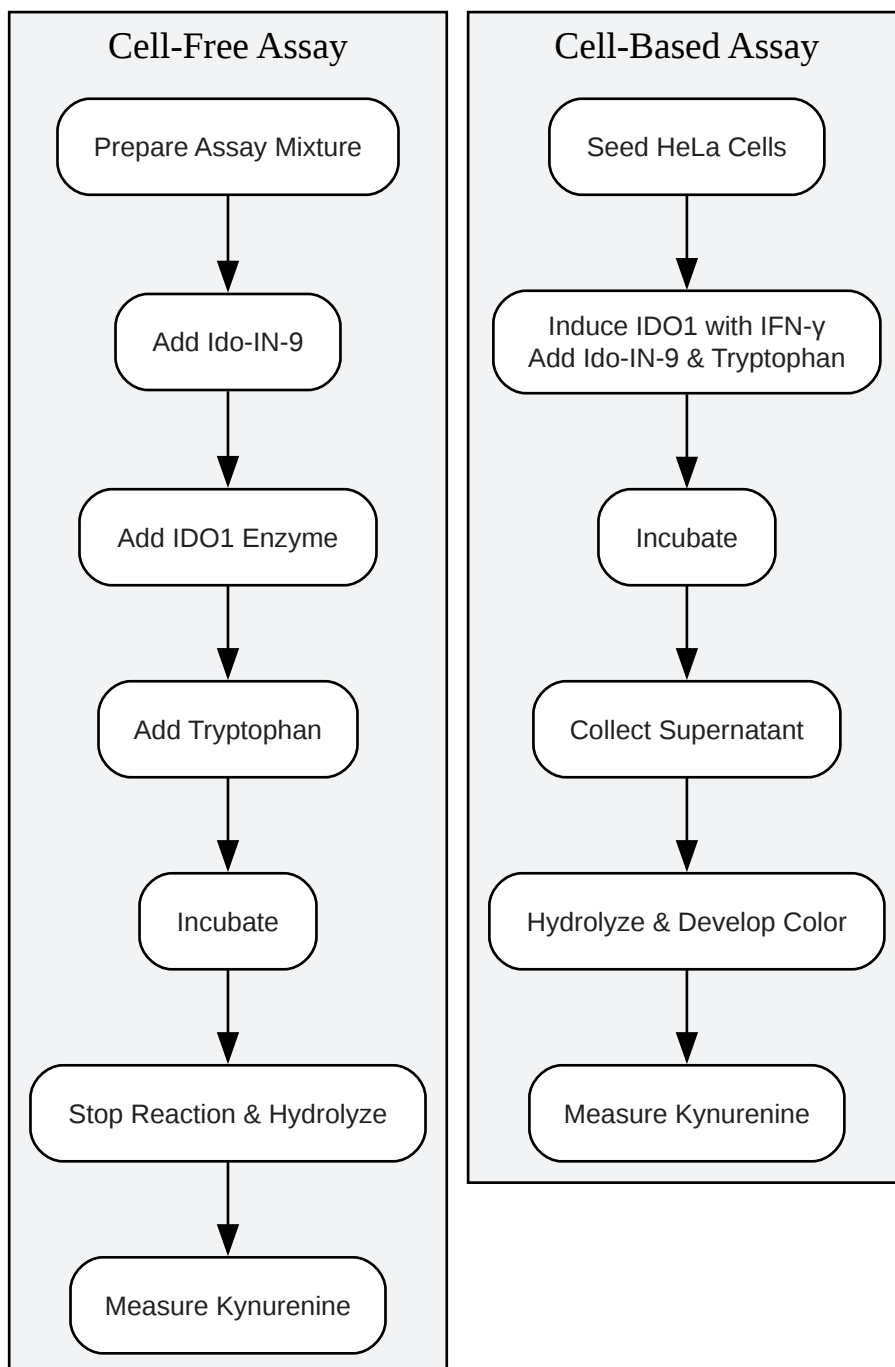 Cell-Free Assay
Prepare Assay Mixture
Add Ido-IN-9
Add IDO1 Enzyme
Add Tryptophan
Incubate
Stop Reaction & Hydrolyze
Measure Kynurenine
Cell-Based Assay
Seed HeLa Cells
Induce IDO1 with IFN-γ
Add Ido-IN-9 & Tryptophan
Incubate
Collect Supernatant
Hydrolyze & Develop Color
Measure Kynurenine